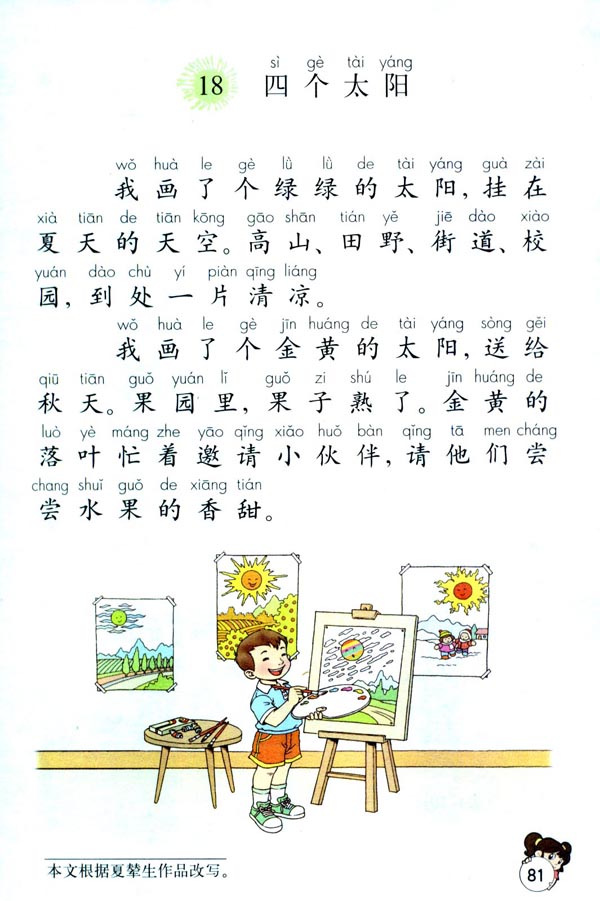 sì gè tài yáng
18 四个太阳
wǒ huà le gè lǜ lǜ de tài yáng guà zài
我画了个绿绿的太阳，挂在
xià tiān de tiān kōng gāo shān tián yě jiē dào xiào
夏天的天空。高山、田野、街道、校
yuán dào chù yí piàn qīng liáng
园，到处一片清凉。
wǒ huà le gè jīn huáng de tài yáng sòng gěi
我画了个金黄的太阳，送给
qiū tiān guǒ yuán lǐ guǒ zi shú le jīn huáng de
秋天。果园里，果子熟了。金黄的
luò yè máng zhe yāo qǐng xiǎo huǒ bàn qǐng tā men cháng
落叶忙着邀请小伙伴，请他们尝
chang shuǐ guǒ de xiāng tián
尝水果的香甜。
本文根据夏辇生作品改写。
81